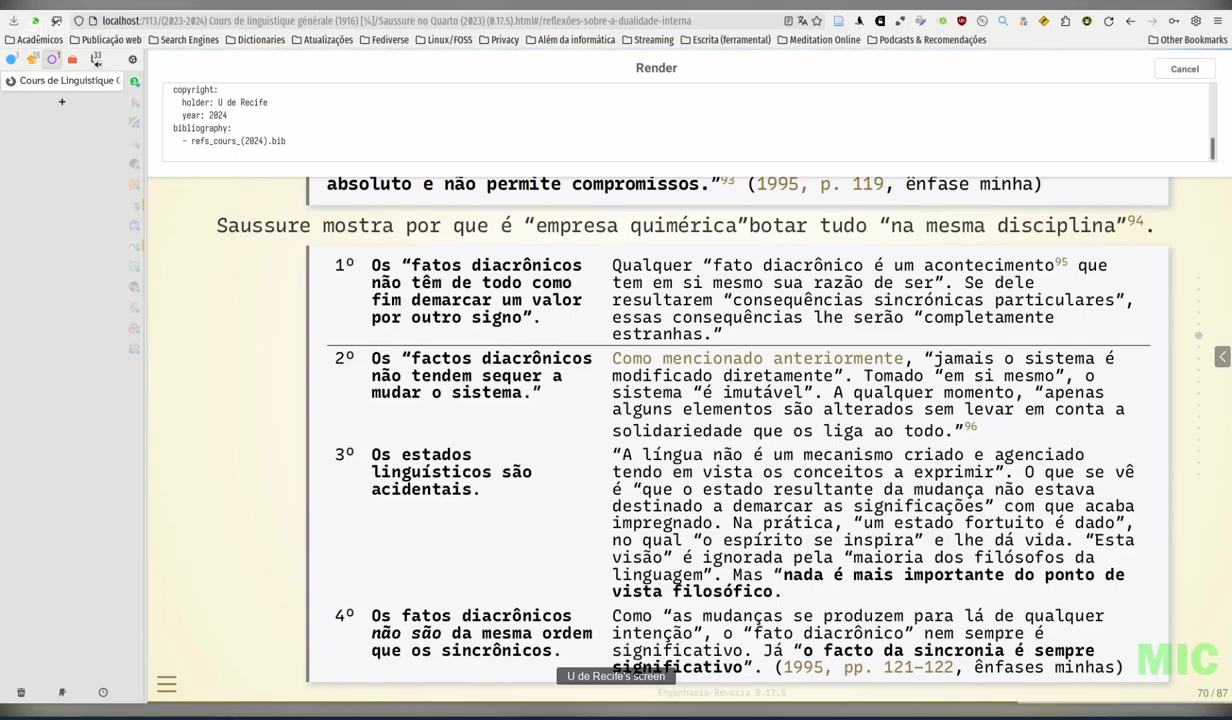 localhost:7113/(2023-2024) Cours de linguistique générale (1916) [¼]/Saussure no Quarto (2023) (0.17.5).html#/reflexões-sobre-a-dualidade-interna
Acadêmicos Publicação web Search Engines Dictionaries Atualizações Fediverse Linux/FOSS Privacy Além da informática Streaming Escrita (ferramental) Meditation Online Podcasts & Recomendações Other Bookmarks
Cours de Linguistique G
Render
Cancel
copyright:
holder: U de Recife
year: 2024
bibliography:
- refs_cours_(2024).bib
absoluto e não permite compromissos.”93 (1995, p. 119, ênfase minha)
Saussure mostra por que é “empresa quimérica”botar tudo “na mesma disciplina”94.
1º Os “fatos diacrônicos
não têm de todo como
fim demarcar um valor
por outro signo”.
Qualquer “fato diacrônico é um acontecimento95 que
tem em si mesmo sua razão de ser”. Se dele
resultarem “consequências sincrónicas particulares”,
essas consequências lhe serão “completamente
estranhas.”
2º Os “factos diacrônicos
não tendem sequer a
mudar o sistema.”
Como mencionado anteriormente, “jamais o sistema é
modificado diretamente”. Tomado “em si mesmo”, o
sistema “é imutável”. A qualquer momento, “apenas
alguns elementos são alterados sem levar em conta a
solidariedade que os liga ao todo.”96
3º Os estados
linguísticos são
acidentais.
“A língua não é um mecanismo criado e agenciado
tendo em vista os conceitos a exprimir”. O que se vê
é “que o estado resultante da mudança não estava
destinado a demarcar as significações” com que acaba
impregnado. Na prática, “um estado fortuito é dado”,
no qual “o espírito se inspira” e lhe dá vida. “Esta
visão” é ignorada pela “maioria dos filósofos da
linguagem”. Mas “nada é mais importante do ponto de
vista filosófico.
4º Os fatos diacrônicos
não são da mesma ordem
que os sincrônicos.
Como “as mudanças se produzem para lá de qualquer
intenção”, o “fato diacrônico” nem sempre é
significativo. Já “o facto da sincronia é sempre
significativo”. (1995, pp. 121–122, ênfases minhas)
MIC
U de Recife's screen
Engenharia-Reversa 0.17.5
70 / 87